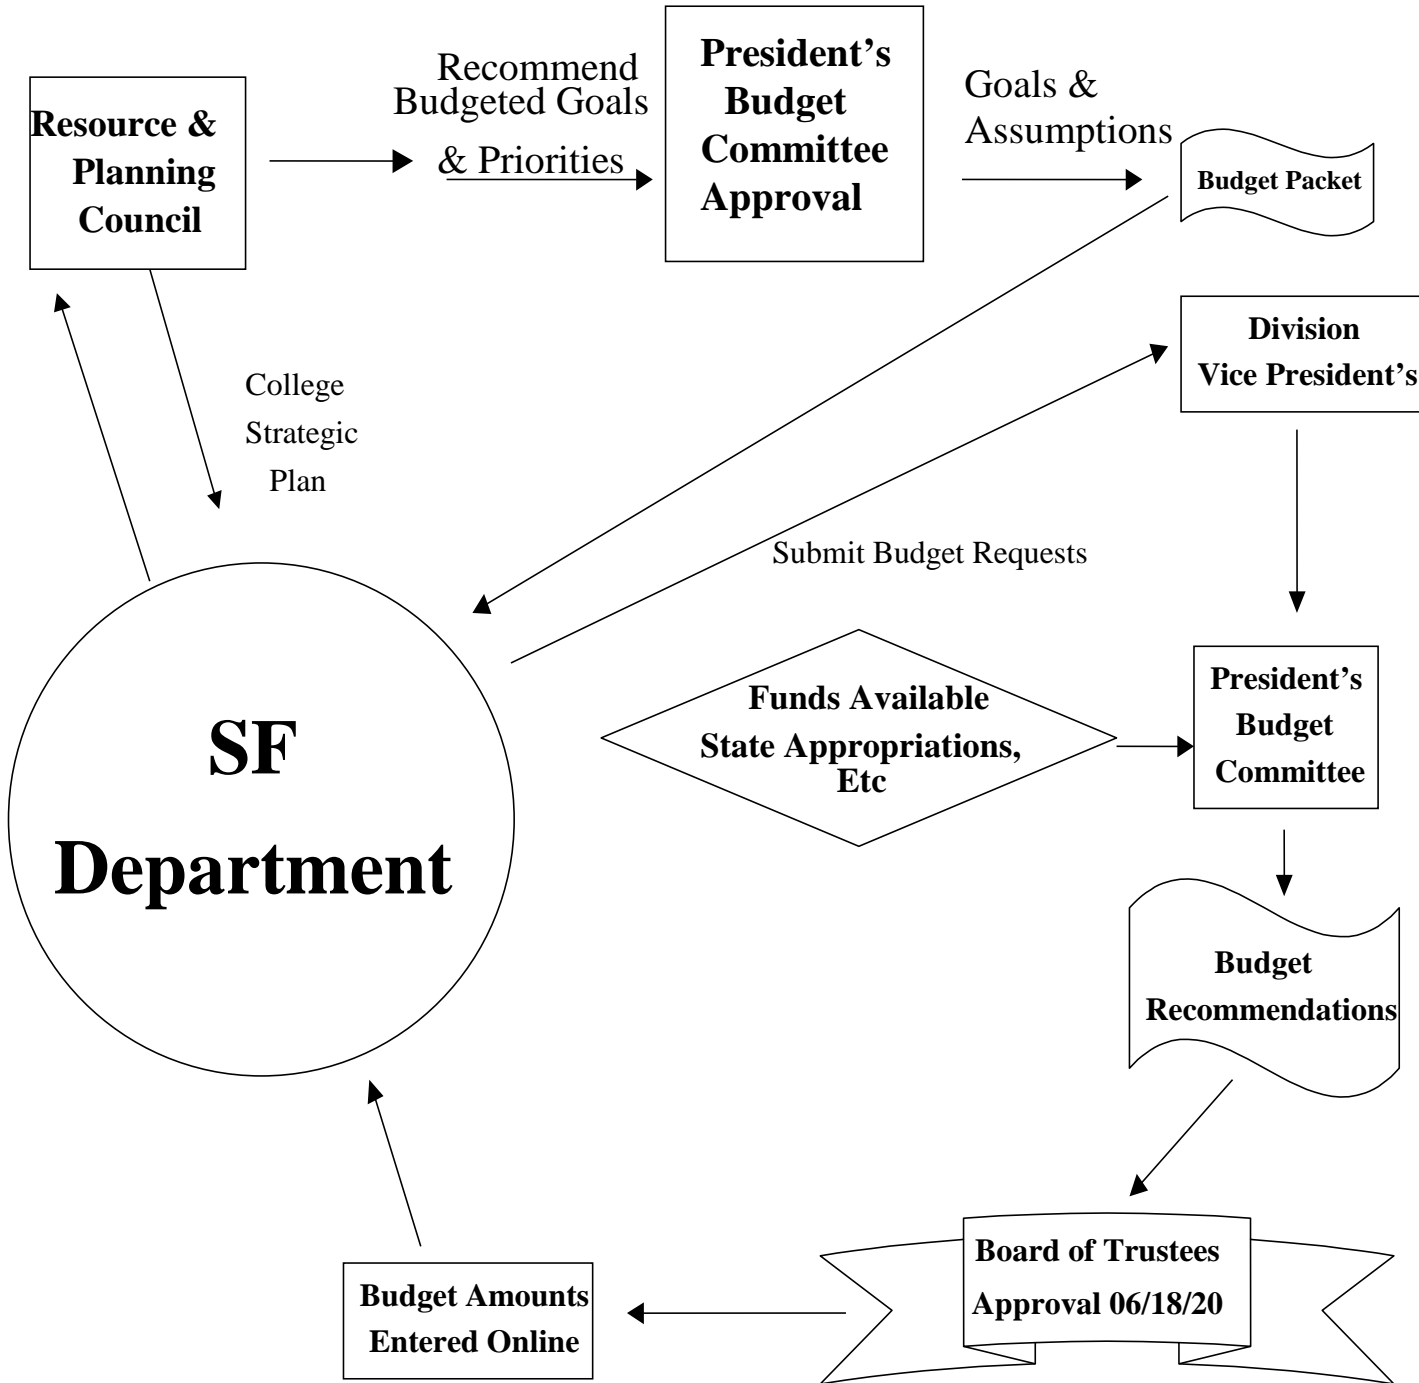 Resource &
Planning
Council
Recommend
Budgeted Goals
& Priorities
President's
Budget
Committee
Approval
Goals &
Assumptions
Budget Packet
Division
Vice President's
College
Strategic
Plan
Submit Budget Requests
SF
Department
Funds Available
State Appropriations,
Etc
President's
Budget
Committee
Budget
Recommendations
Board of Trustees
Approval 06/18/20
Budget Amounts
Entered Online